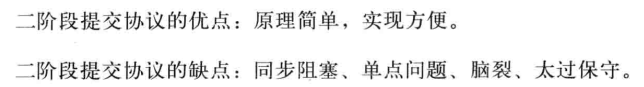 二阶段提交协议的优点：原理简单，实现方便。
二阶段提交协议的缺点：同步阻塞、单点问题、脑裂、太过保守。